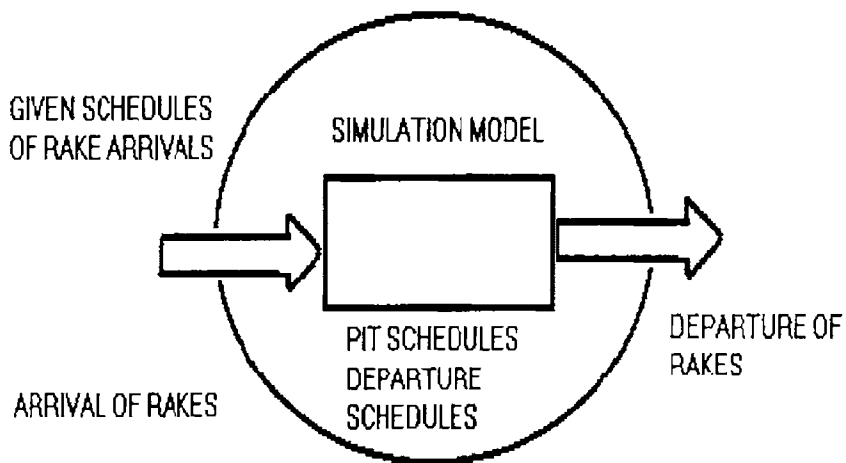 GIVEN SCHEDULES
OF RAKE ARRIVALS
SIMULATION MODEL
PIT SCHEDULES
DEPARTURE
SCHEDULES
DEPARTURE OF
RAKES
ARRIVAL OF RAKES